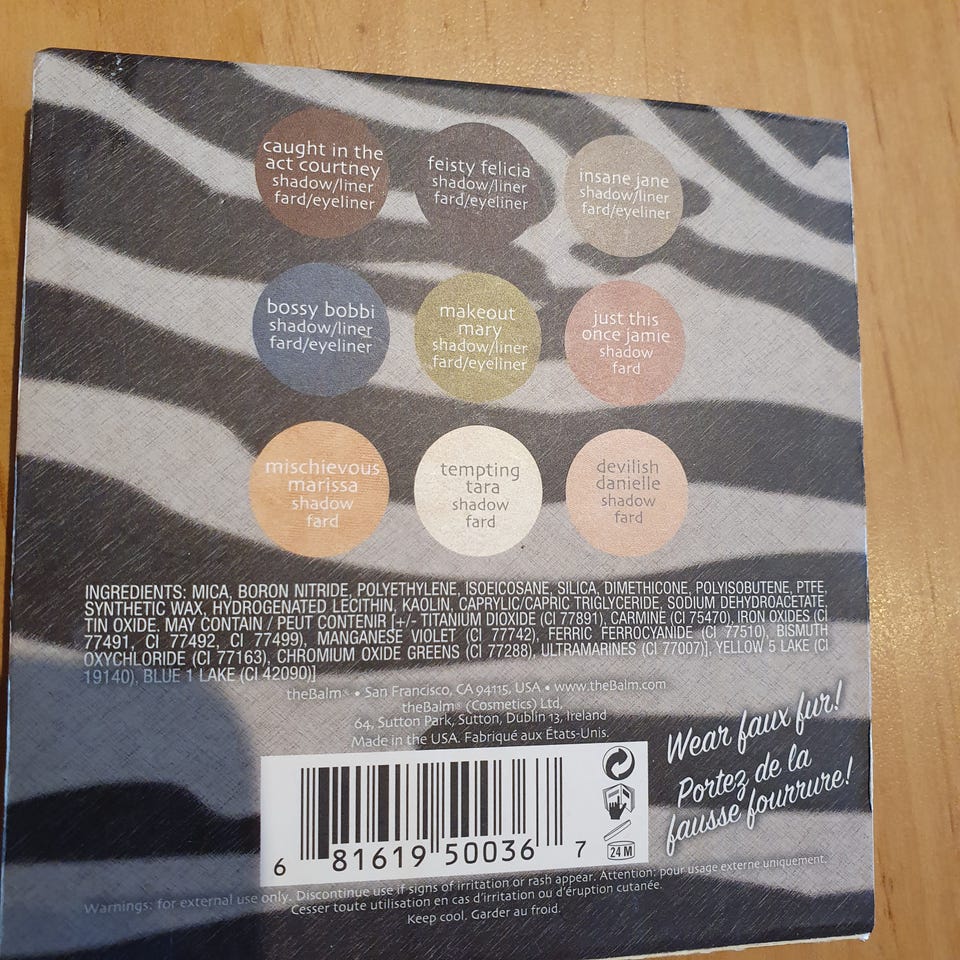 caught in the
act courtney
shadow/liner
fard/eyeliner
feisty felicia
shadow/liner
fard/eyeliner
insane jane
shadow/liner
fard/eyeliner
bossy bobbi
shadow/liner
fard/eyeliner
makeout
mary
shadow/liner
fard/eyeliner
just this
once jamie
shadow
fard
mischievous
marissa
shadow
fard
tempting
tara
shadow
fard
devilish
danielle
shadow
fard
INGREDIENTS: MICA, BORON NITRIDE, POLYETHYLENE, ISOEICOSANE, SILICA, DIMETHICONE, POLYISOBUTENE, PTFE,
SYNTHETIC WAX, HYDROGENATED LECITHIN, KAOLIN, CAPRYLIC/CAPRIC TRIGLYCERIDE, SODIUM DEHYDROACETATE,
TIN OXIDE, MAY CONTAIN / PEUT CONTENIR [+/- TITANIUM DIOXIDE (CI 77891), CARMINE (CI 75470), IRON OXIDES (CI
77491, CI 77492, CI 77499), MANGANESE VIOLET (CI 77742), FERRIC FERROCYANIDE (CI 77510), BISMUTH
OXYCHLORIDE (CI 77163), CHROMIUM OXIDE GREENS (CI 77288), ULTRAMARINES (CI 77007)], YELLOW 5 LAKE (CI
19140), BLUE 1 LAKE (CI 42090)]
theBalm® • San Francisco, CA 94115, USA • www.theBalm.com
theBalm® (Cosmetics) Ltd,
64, Sutton Park, Sutton, Dublin 13, Ireland
Made in the USA. Fabriqué aux États-Unis.
Wear faux fur!
Portez de la
fausse fourrure!
6 81619 50036 7
24 M
Warnings: for external use only. Discontinue use if signs of irritation or rash appear. Attention: pour usage externe uniquement.
Cesser toute utilisation en cas d'irritation ou d'éruption cutanée.
Keep cool. Garder au froid.